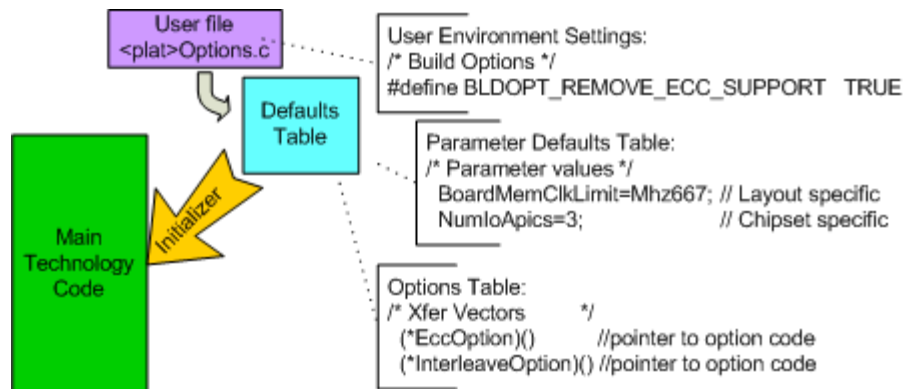 User file
<plat>Options.c
Defaults
Table
Initializer
Main
Technology
Code
User Environment Settings:
/* Build Options */
#define BLDOPT_REMOVE_ECC_SUPPORT TRUE
Parameter Defaults Table:
/* Parameter values */
BoardMemClkLimit=Mhz667; // Layout specific
NumIoApics=3; // Chipset specific
Options Table:
/* Xfer Vectors */
(*EccOption)() //pointer to option code
(*InterleaveOption)() //pointer to option code